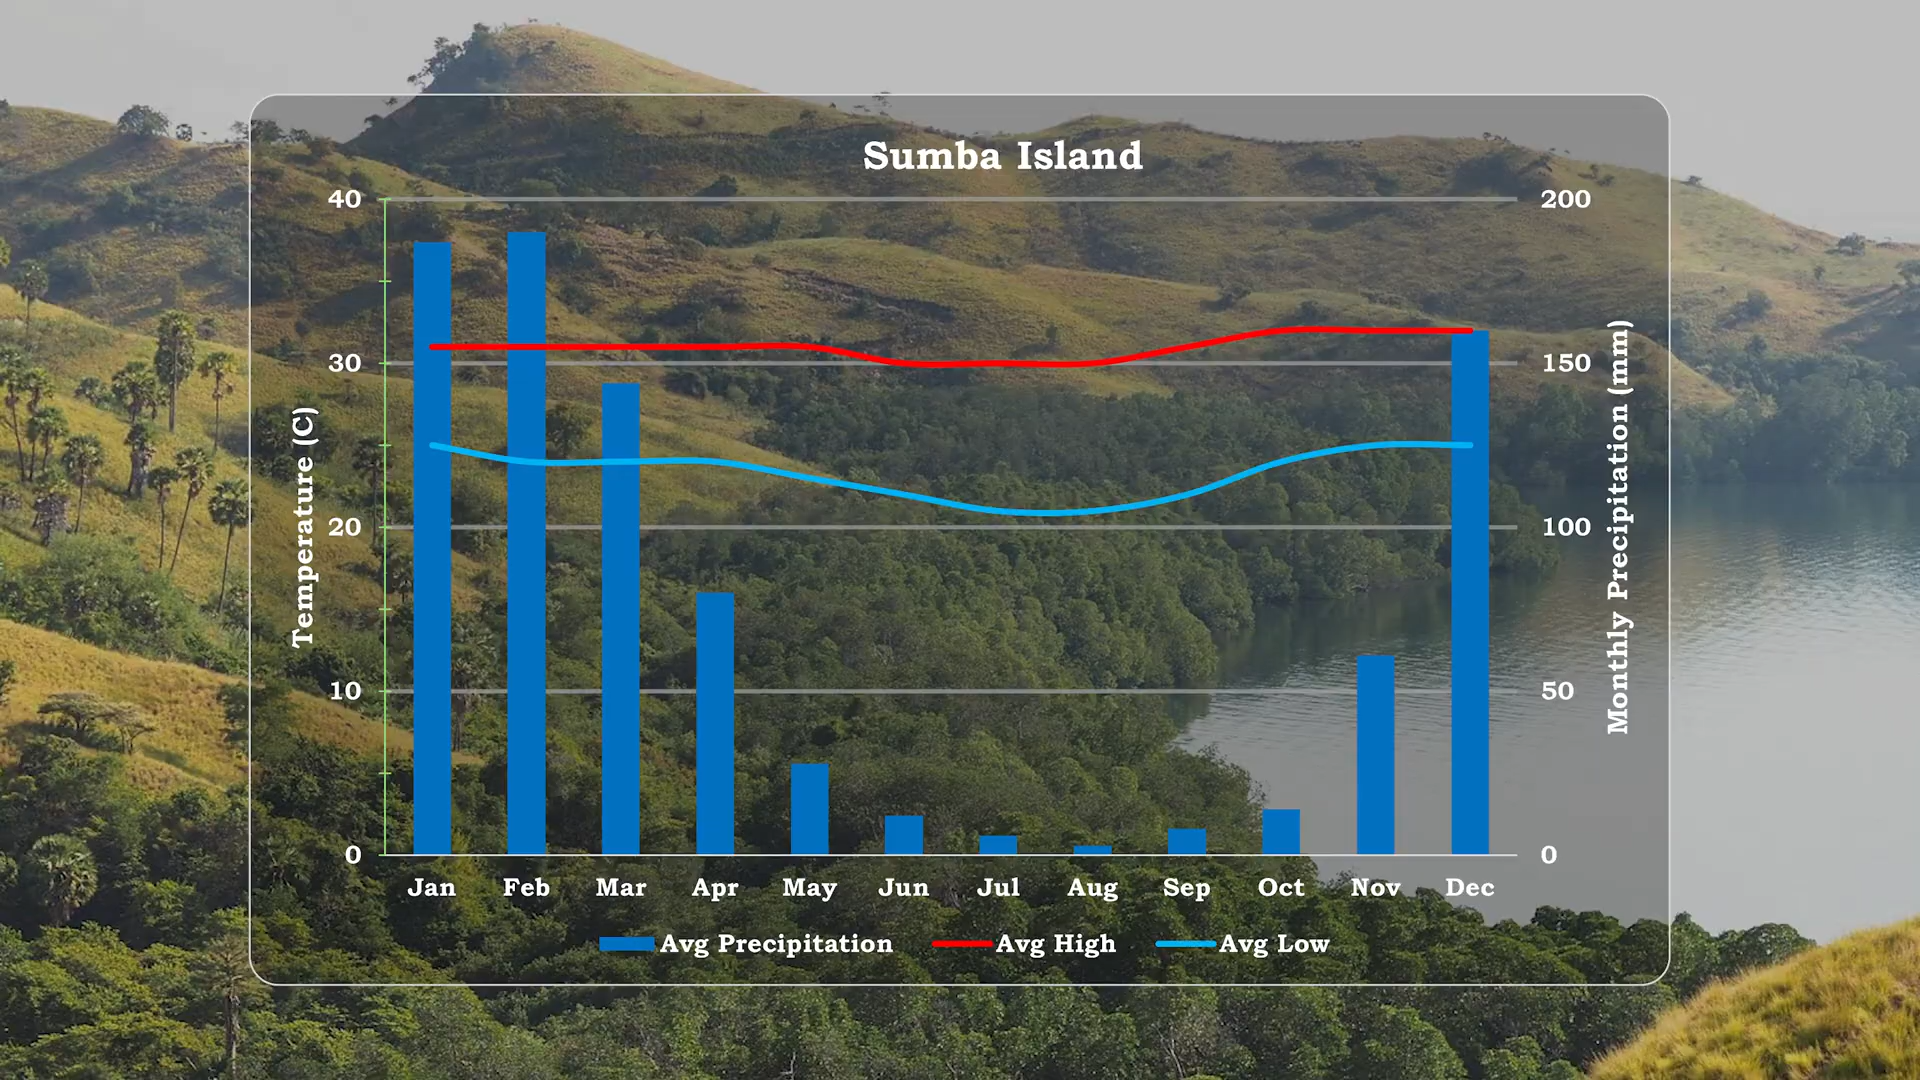 Sumba Island
40
30
20
10
0
Temperature (C)
200
150
100
50
0
Monthly Precipitation (mm)
Jan Feb Mar Apr May Jun Jul Aug Sep Oct Nov Dec
Avg Precipitation Avg High Avg Low